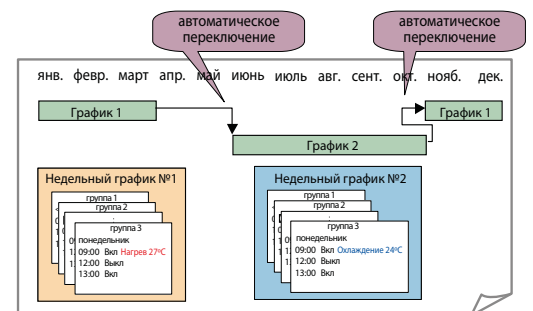 автоматическое
переключение
автоматическое
переключение
янв. февр. март апр. май июнь июль авг. сент. окт. нояб. дек.
График 1
График 1
График 2
Недельный график №1
группа 1
группа 2
группа 3
понедельник
09:00 Вкл Нагрев 27ºC
12:00 Выкл
13:00 Вкл
Недельный график №2
группа 1
группа 2
группа 3
понедельник
09:00 Вкл Охлаждение 24ºC
12:00 Выкл
13:00 Вкл